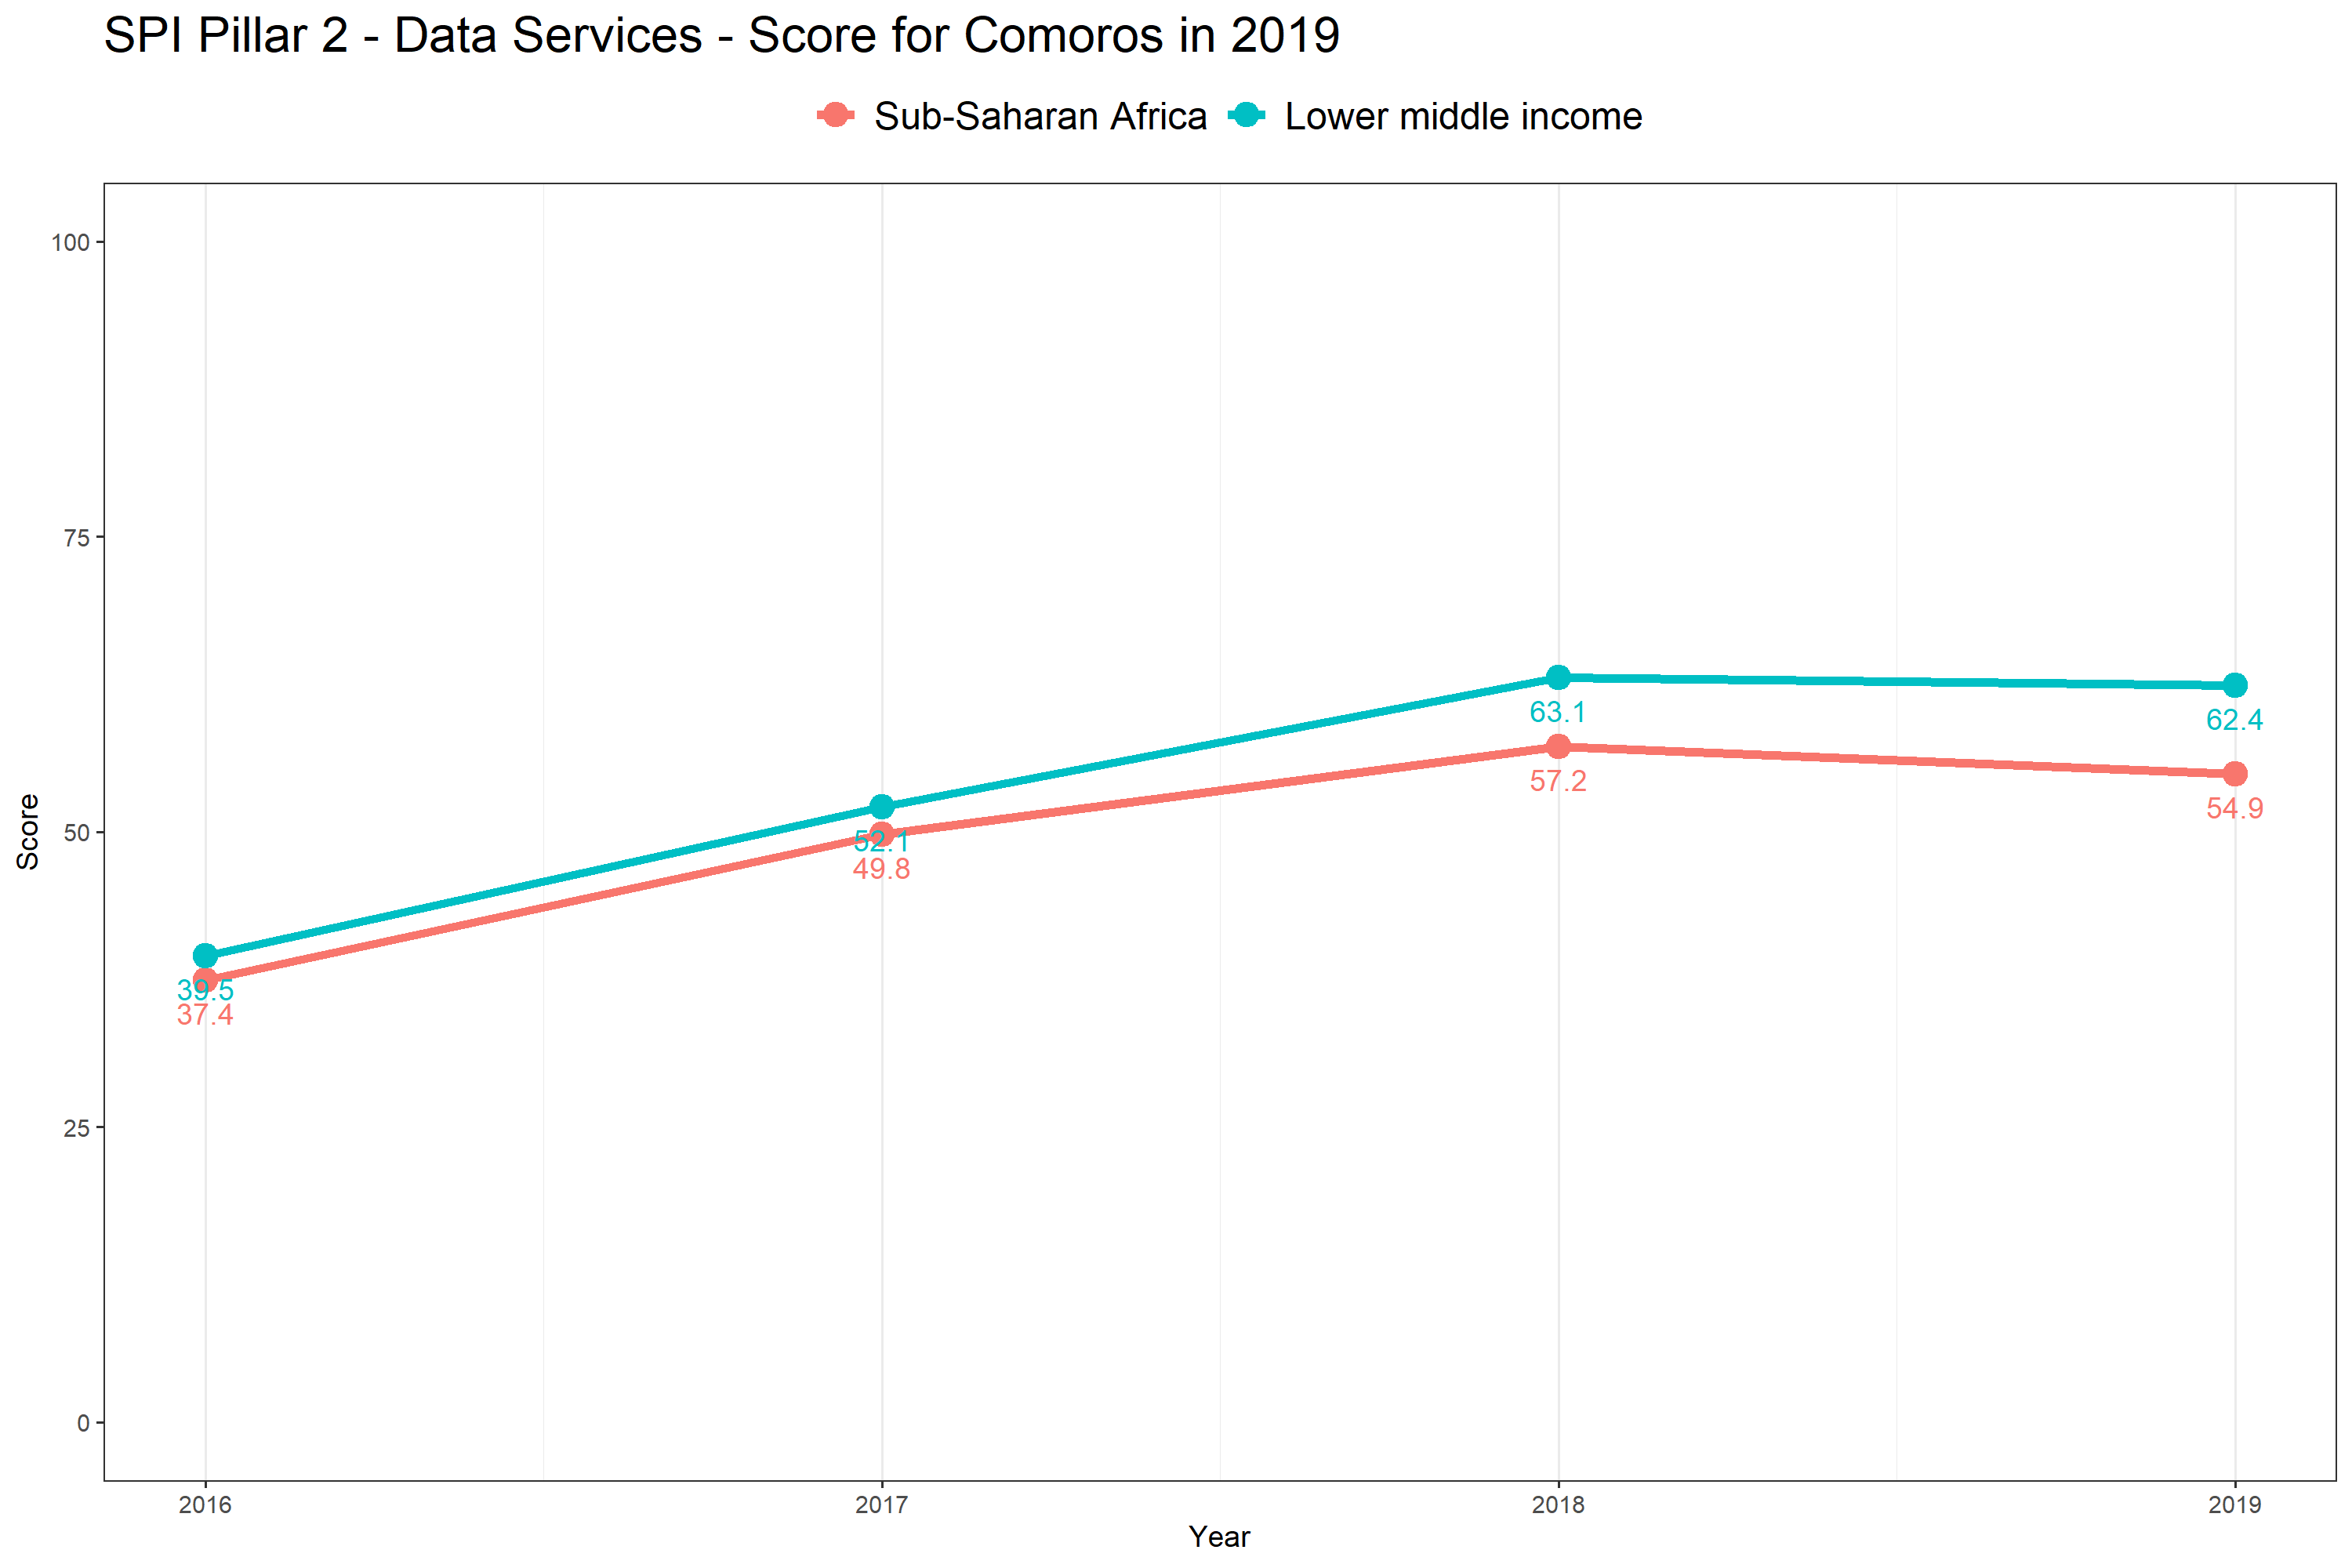 SPI Pillar 2 - Data Services - Score for Comoros in 2019
Sub-Saharan Africa Lower middle income
100
75
50
25
0
Score
39.5
37.4
52.1
49.8
63.1
57.2
62.4
54.9
2016 2017 2018 2019
Year